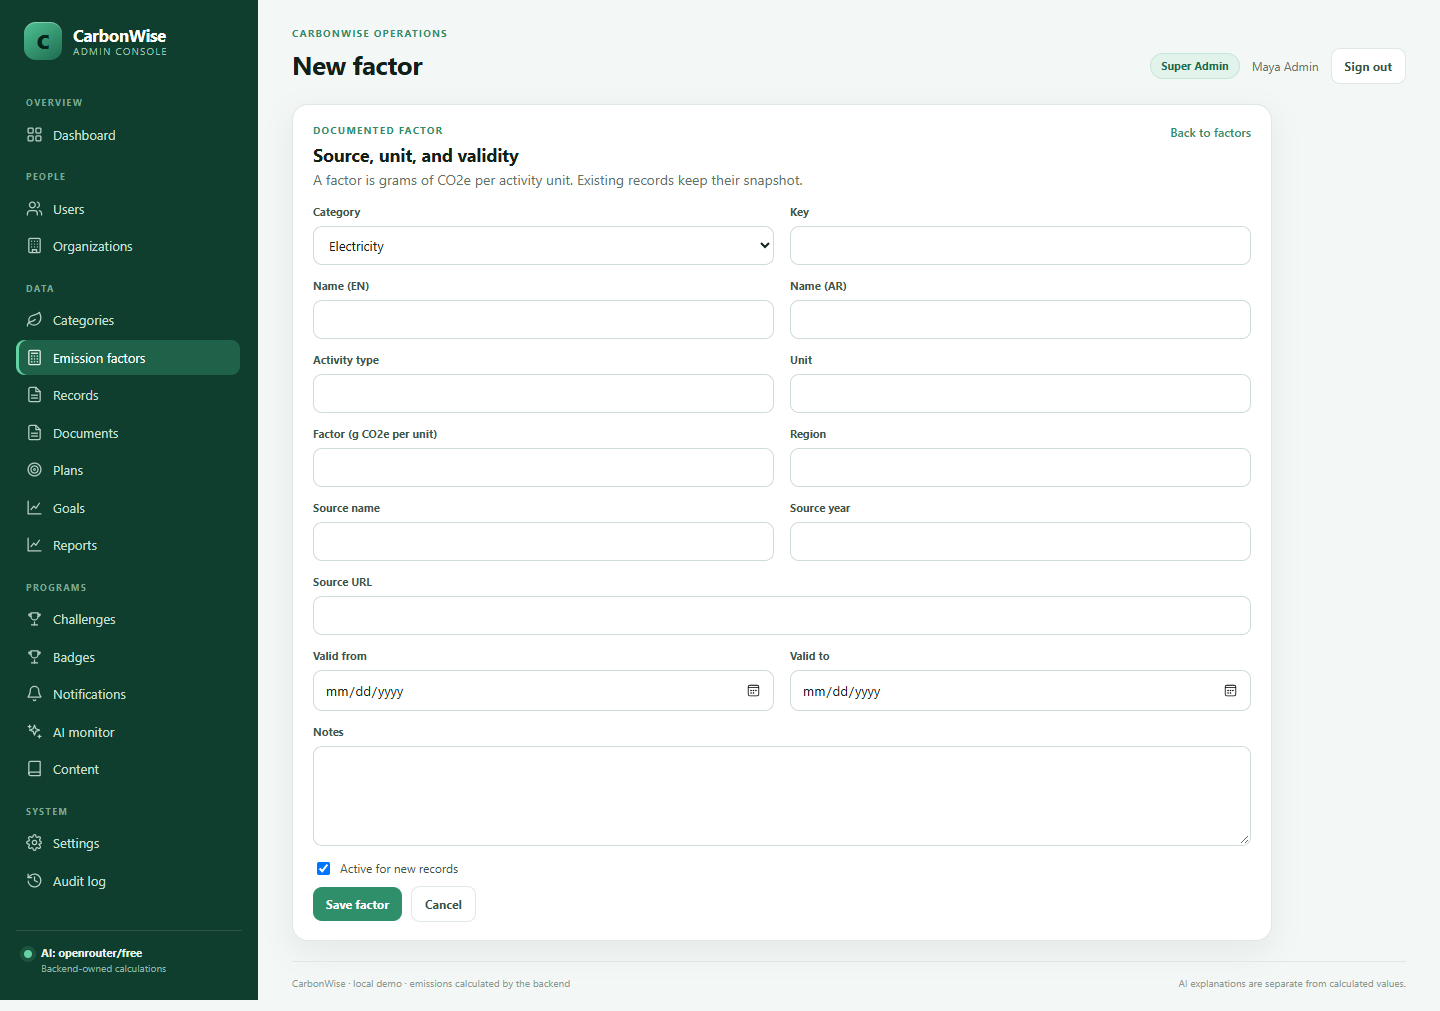 C
CarbonWise
ADMIN CONSOLE
OVERVIEW
Dashboard
PEOPLE
Users
Organizations
DATA
Categories
Emission factors
Records
Documents
Plans
Goals
Reports
PROGRAMS
Challenges
Badges
Notifications
AI monitor
Content
SYSTEM
Settings
Audit log
AI: openrouter/free
Backend-owned calculations
CARBONWISE OPERATIONS
New factor
Super Admin
Maya Admin
Sign out
DOCUMENTED FACTOR
Back to factors
Source, unit, and validity
A factor is grams of CO2e per activity unit. Existing records keep their snapshot.
Category
Key
Electricity
Name (EN)
Name (AR)
Activity type
Unit
Factor (g CO2e per unit)
Region
Source name
Source year
Source URL
Valid from
Valid to
mm/dd/yyyy
mm/dd/yyyy
Notes
Active for new records
Save factor
Cancel
CarbonWise · local demo · emissions calculated by the backend
AI explanations are separate from calculated values.